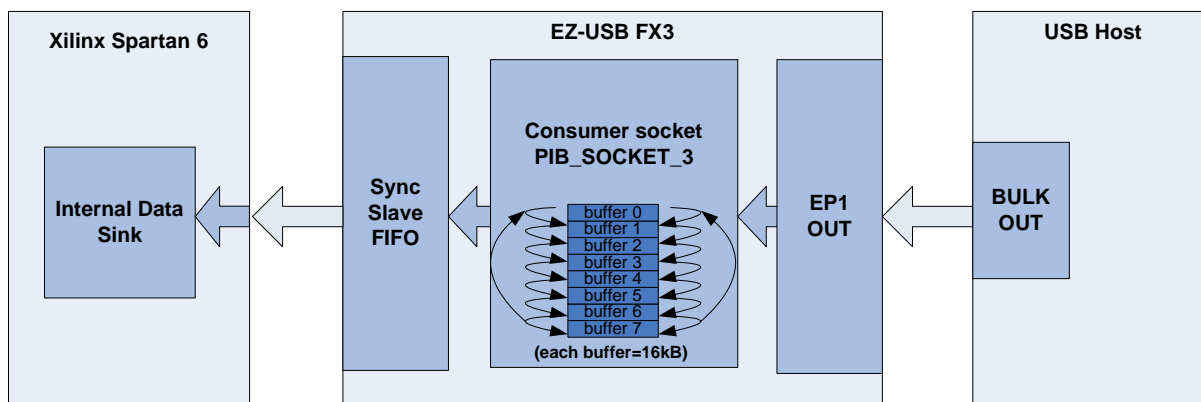 Xilinx Spartan 6
Internal Data
Sink
EZ-USB FX3
Sync
Slave
FIFO
Consumer socket
PIB_SOCKET_3
buffer 0
buffer 1
buffer 2
buffer 3
buffer 4
buffer 5
buffer 6
buffer 7
(each buffer=16kB)
EP1
OUT
USB Host
BULK
OUT